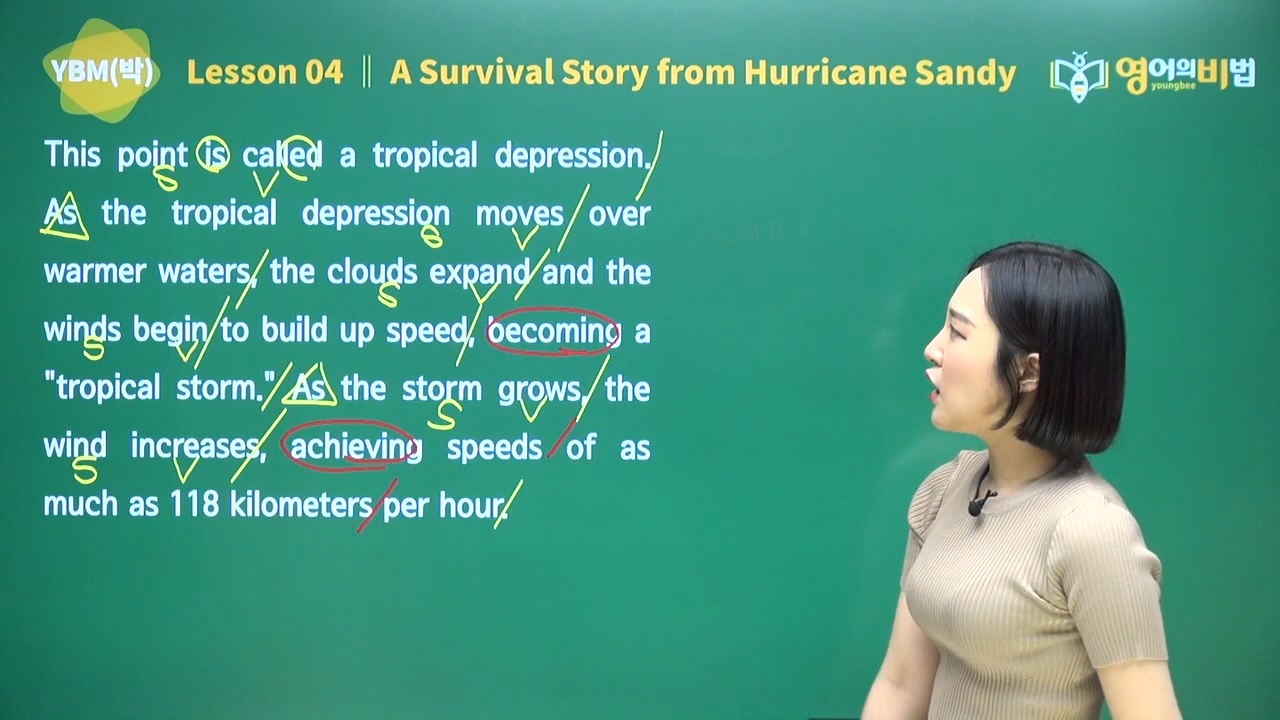 YBM(박)
Lesson 04 || A Survival Story from Hurricane Sandy
영어의비법
youngbee
This point is called a tropical depression.
As the tropical depression moves over
warmer waters, the clouds expand and the
winds begin to build up speed, becoming a
"tropical storm." As the storm grows, the
wind increases, achieving speeds of as
much as 118 kilometers per hour.